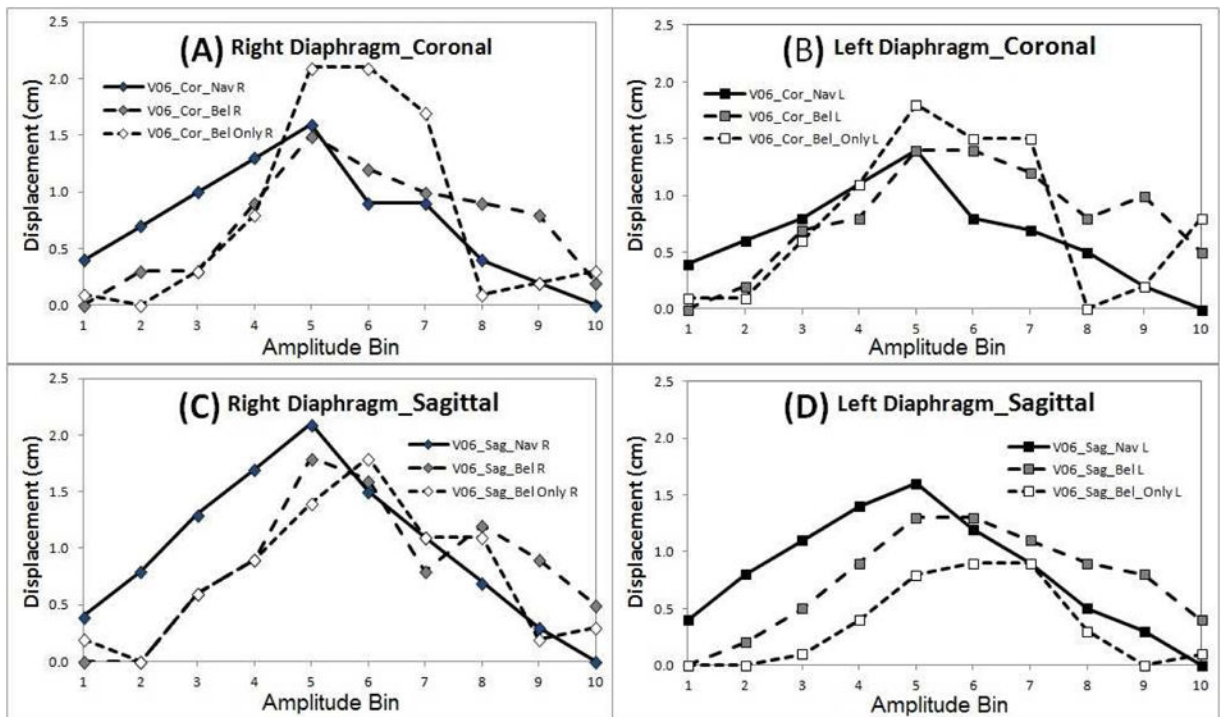 (A) Right Diaphragm_Coronal
2.5
2.0
1.5
1.0
0.5
0.0
Displacement (cm)
V06_Cor_Nav R
V06_Cor_Bel R
V06_Cor_Bel Only R
1 2 3 4 5 6 7 8 9 10
Amplitude Bin
(B) Left Diaphragm_Coronal
2.5
2.0
1.5
1.0
0.5
0.0
Displacement (cm)
V06_Cor_Nav L
V06_Cor_Bel L
V06_Cor_Bel_Only L
1 2 3 4 5 6 7 8 9 10
Amplitude Bin
(C) Right Diaphragm_Sagittal
2.5
2.0
1.5
1.0
0.5
0.0
Displacement (cm)
V06_Sag_Nav R
V06_Sag_Bel R
V06_Sag_Bel Only R
1 2 3 4 5 6 7 8 9 10
Amplitude Bin
(D) Left Diaphragm_Sagittal
2.5
2.0
1.5
1.0
0.5
0.0
Displacement (cm)
V06_Sag_Nav L
V06_Sag_Bel L
V06_Sag_Bel_Only L
1 2 3 4 5 6 7 8 9 10
Amplitude Bin